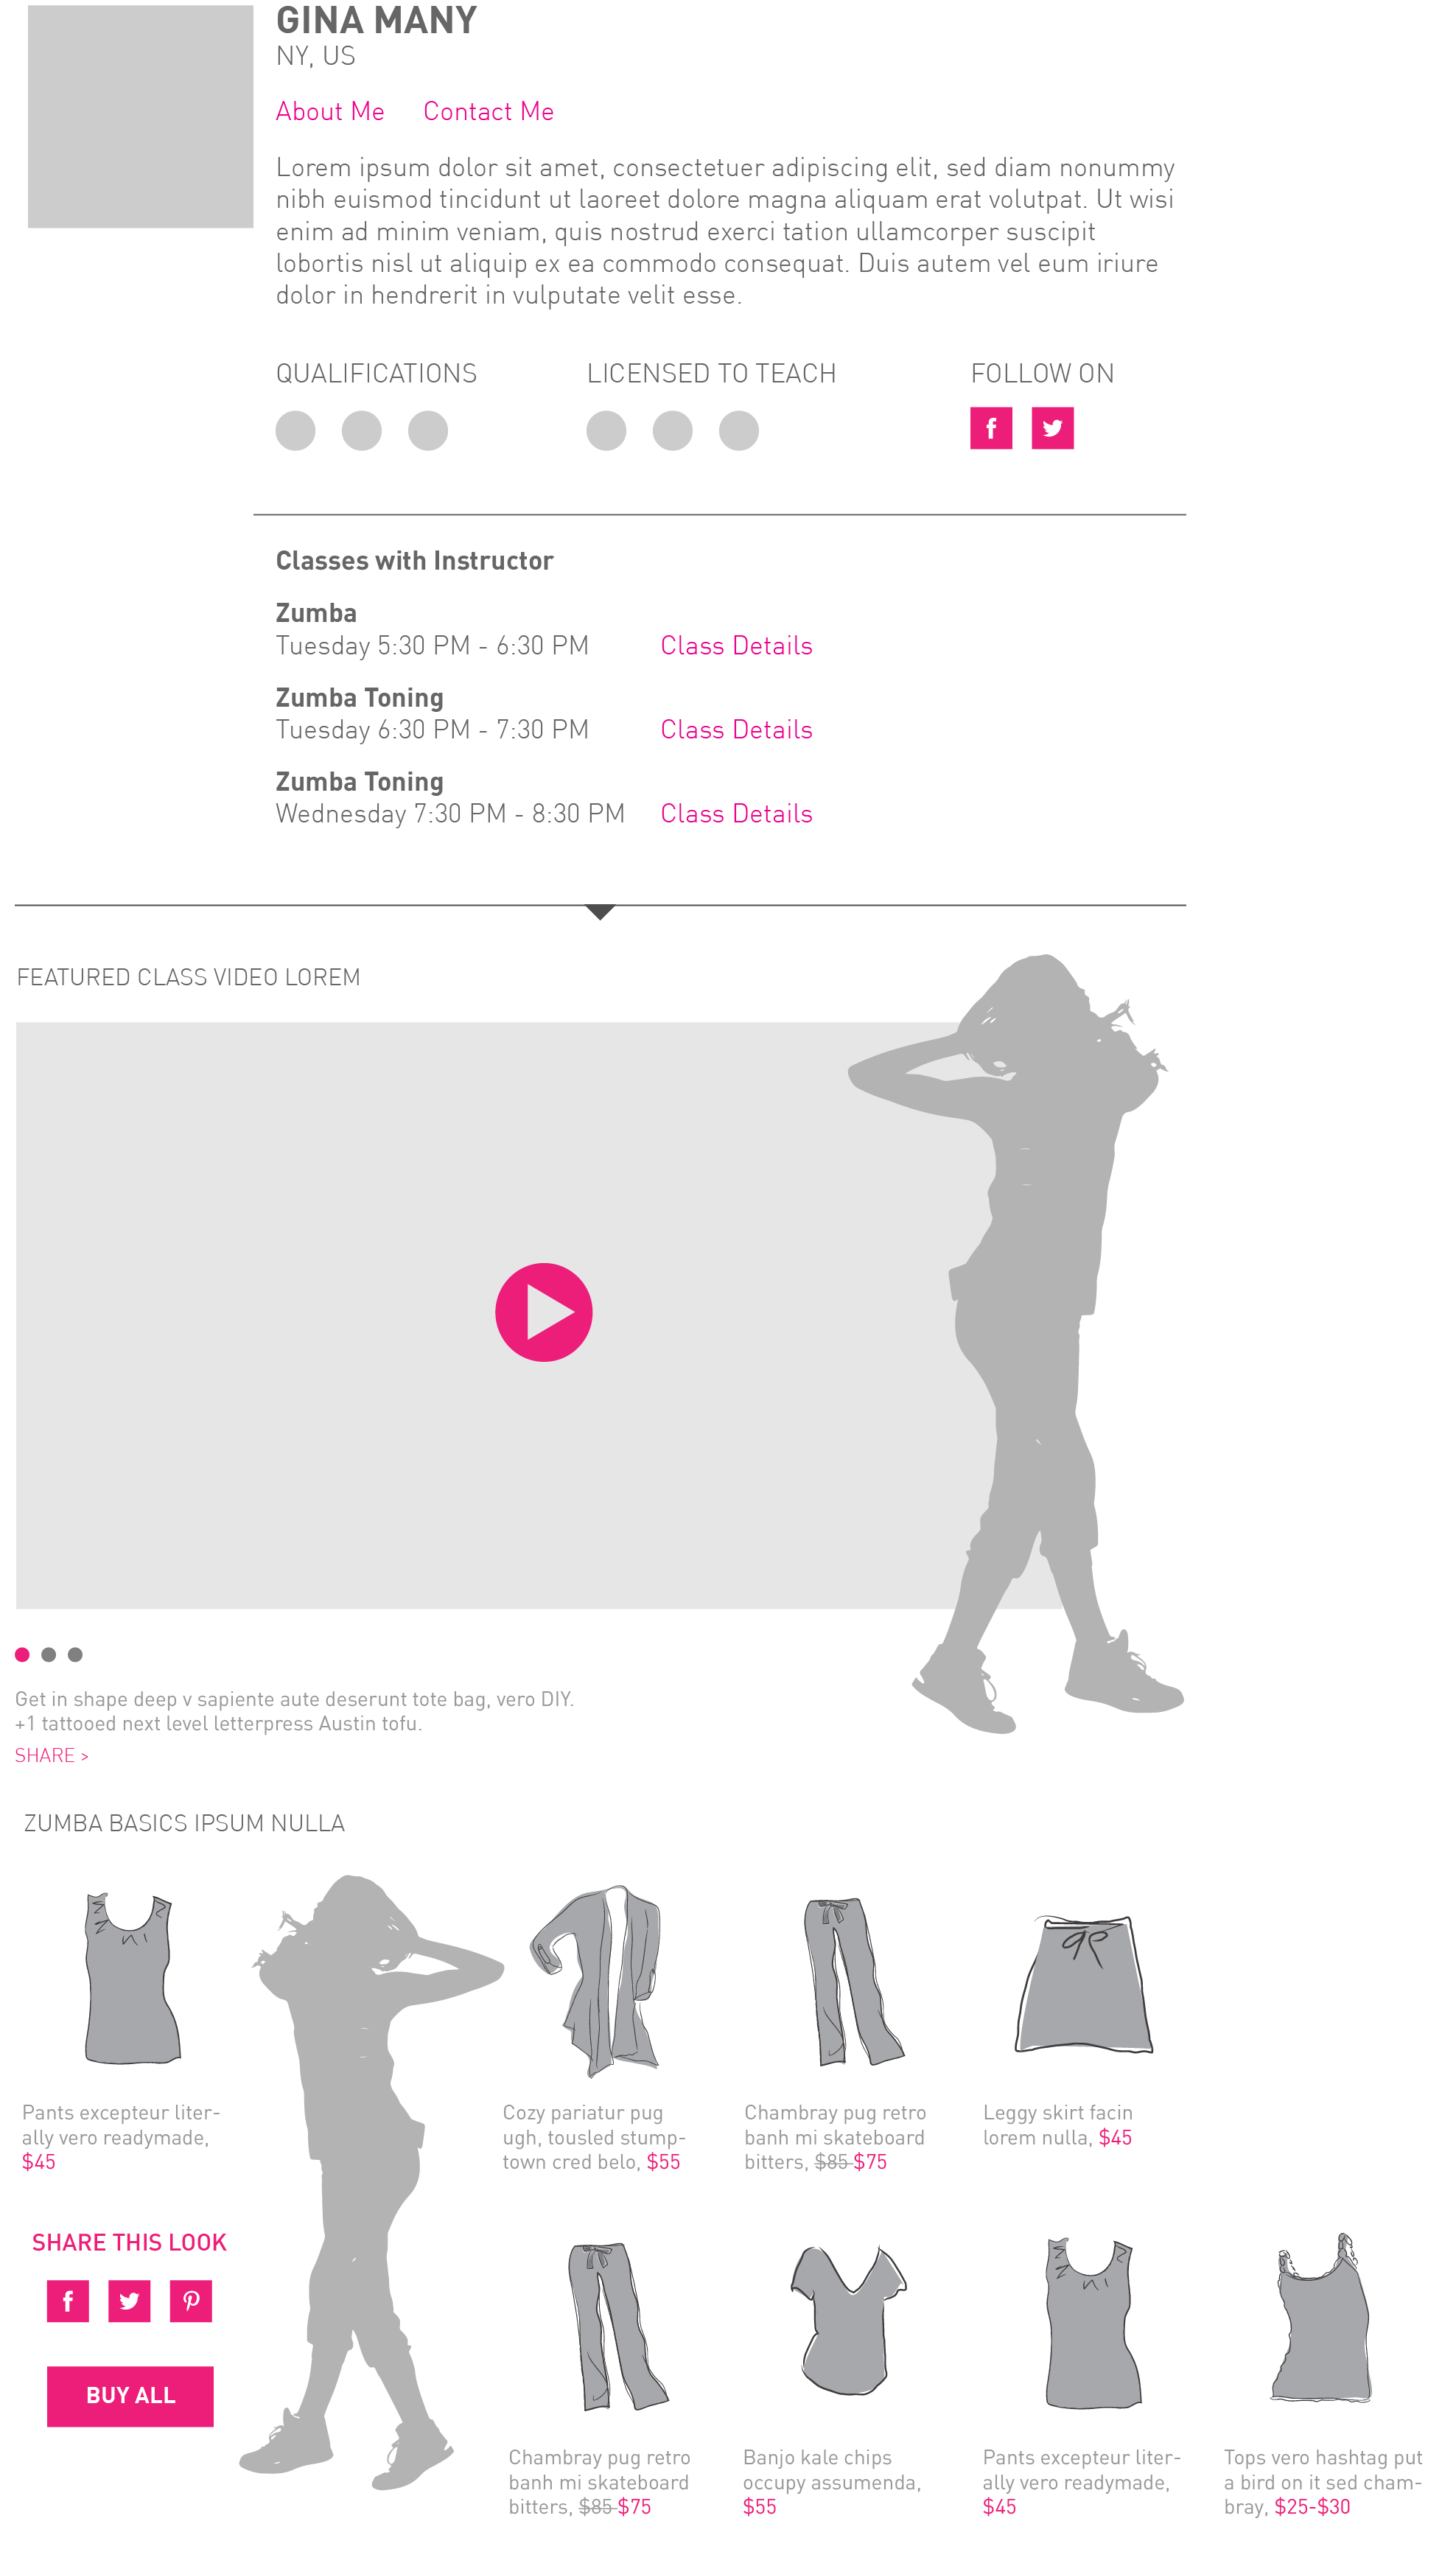 GINA MANY
NY, US
About Me Contact Me
Lorem ipsum dolor sit amet, consectetuer adipiscing elit, sed diam nonummy
nibh euismod tincidunt ut laoreet dolore magna aliquam erat volutpat. Ut wisi
enim ad minim veniam, quis nostrud exerci tation ullamcorper suscipit
lobortis nisl ut aliquip ex ea commodo consequat. Duis autem vel eum iriure
dolor in hendrerit in vulputate velit esse.
QUALIFICATIONS LICENSED TO TEACH FOLLOW ON
Classes with Instructor
Zumba
Tuesday 5:30 PM - 6:30 PM Class Details
Zumba Toning
Tuesday 6:30 PM - 7:30 PM Class Details
Zumba Toning
Wednesday 7:30 PM - 8:30 PM Class Details
FEATURED CLASS VIDEO LOREM
Get in shape deep v sapiente aute deserunt tote bag, vero DIY.
+1 tattooed next level letterpress Austin tofu.
SHARE >
ZUMBA BASICS IPSUM NULLA
Pants excepteur liter-
ally vero readymade,
$45
Cozy pariatur pug
ugh, tousled stump-
town cred belo, $55
Chambray pug retro
banh mi skateboard
bitters, $85 $75
Leggy skirt facin
lorem nulla, $45
SHARE THIS LOOK
BUY ALL
Chambray pug retro
banh mi skateboard
bitters, $85 $75
Banjo kale chips
occupy assumenda,
$55
Pants excepteur liter-
ally vero readymade,
$45
Tops vero hashtag put
a bird on it sed cham-
bray, $25-$30